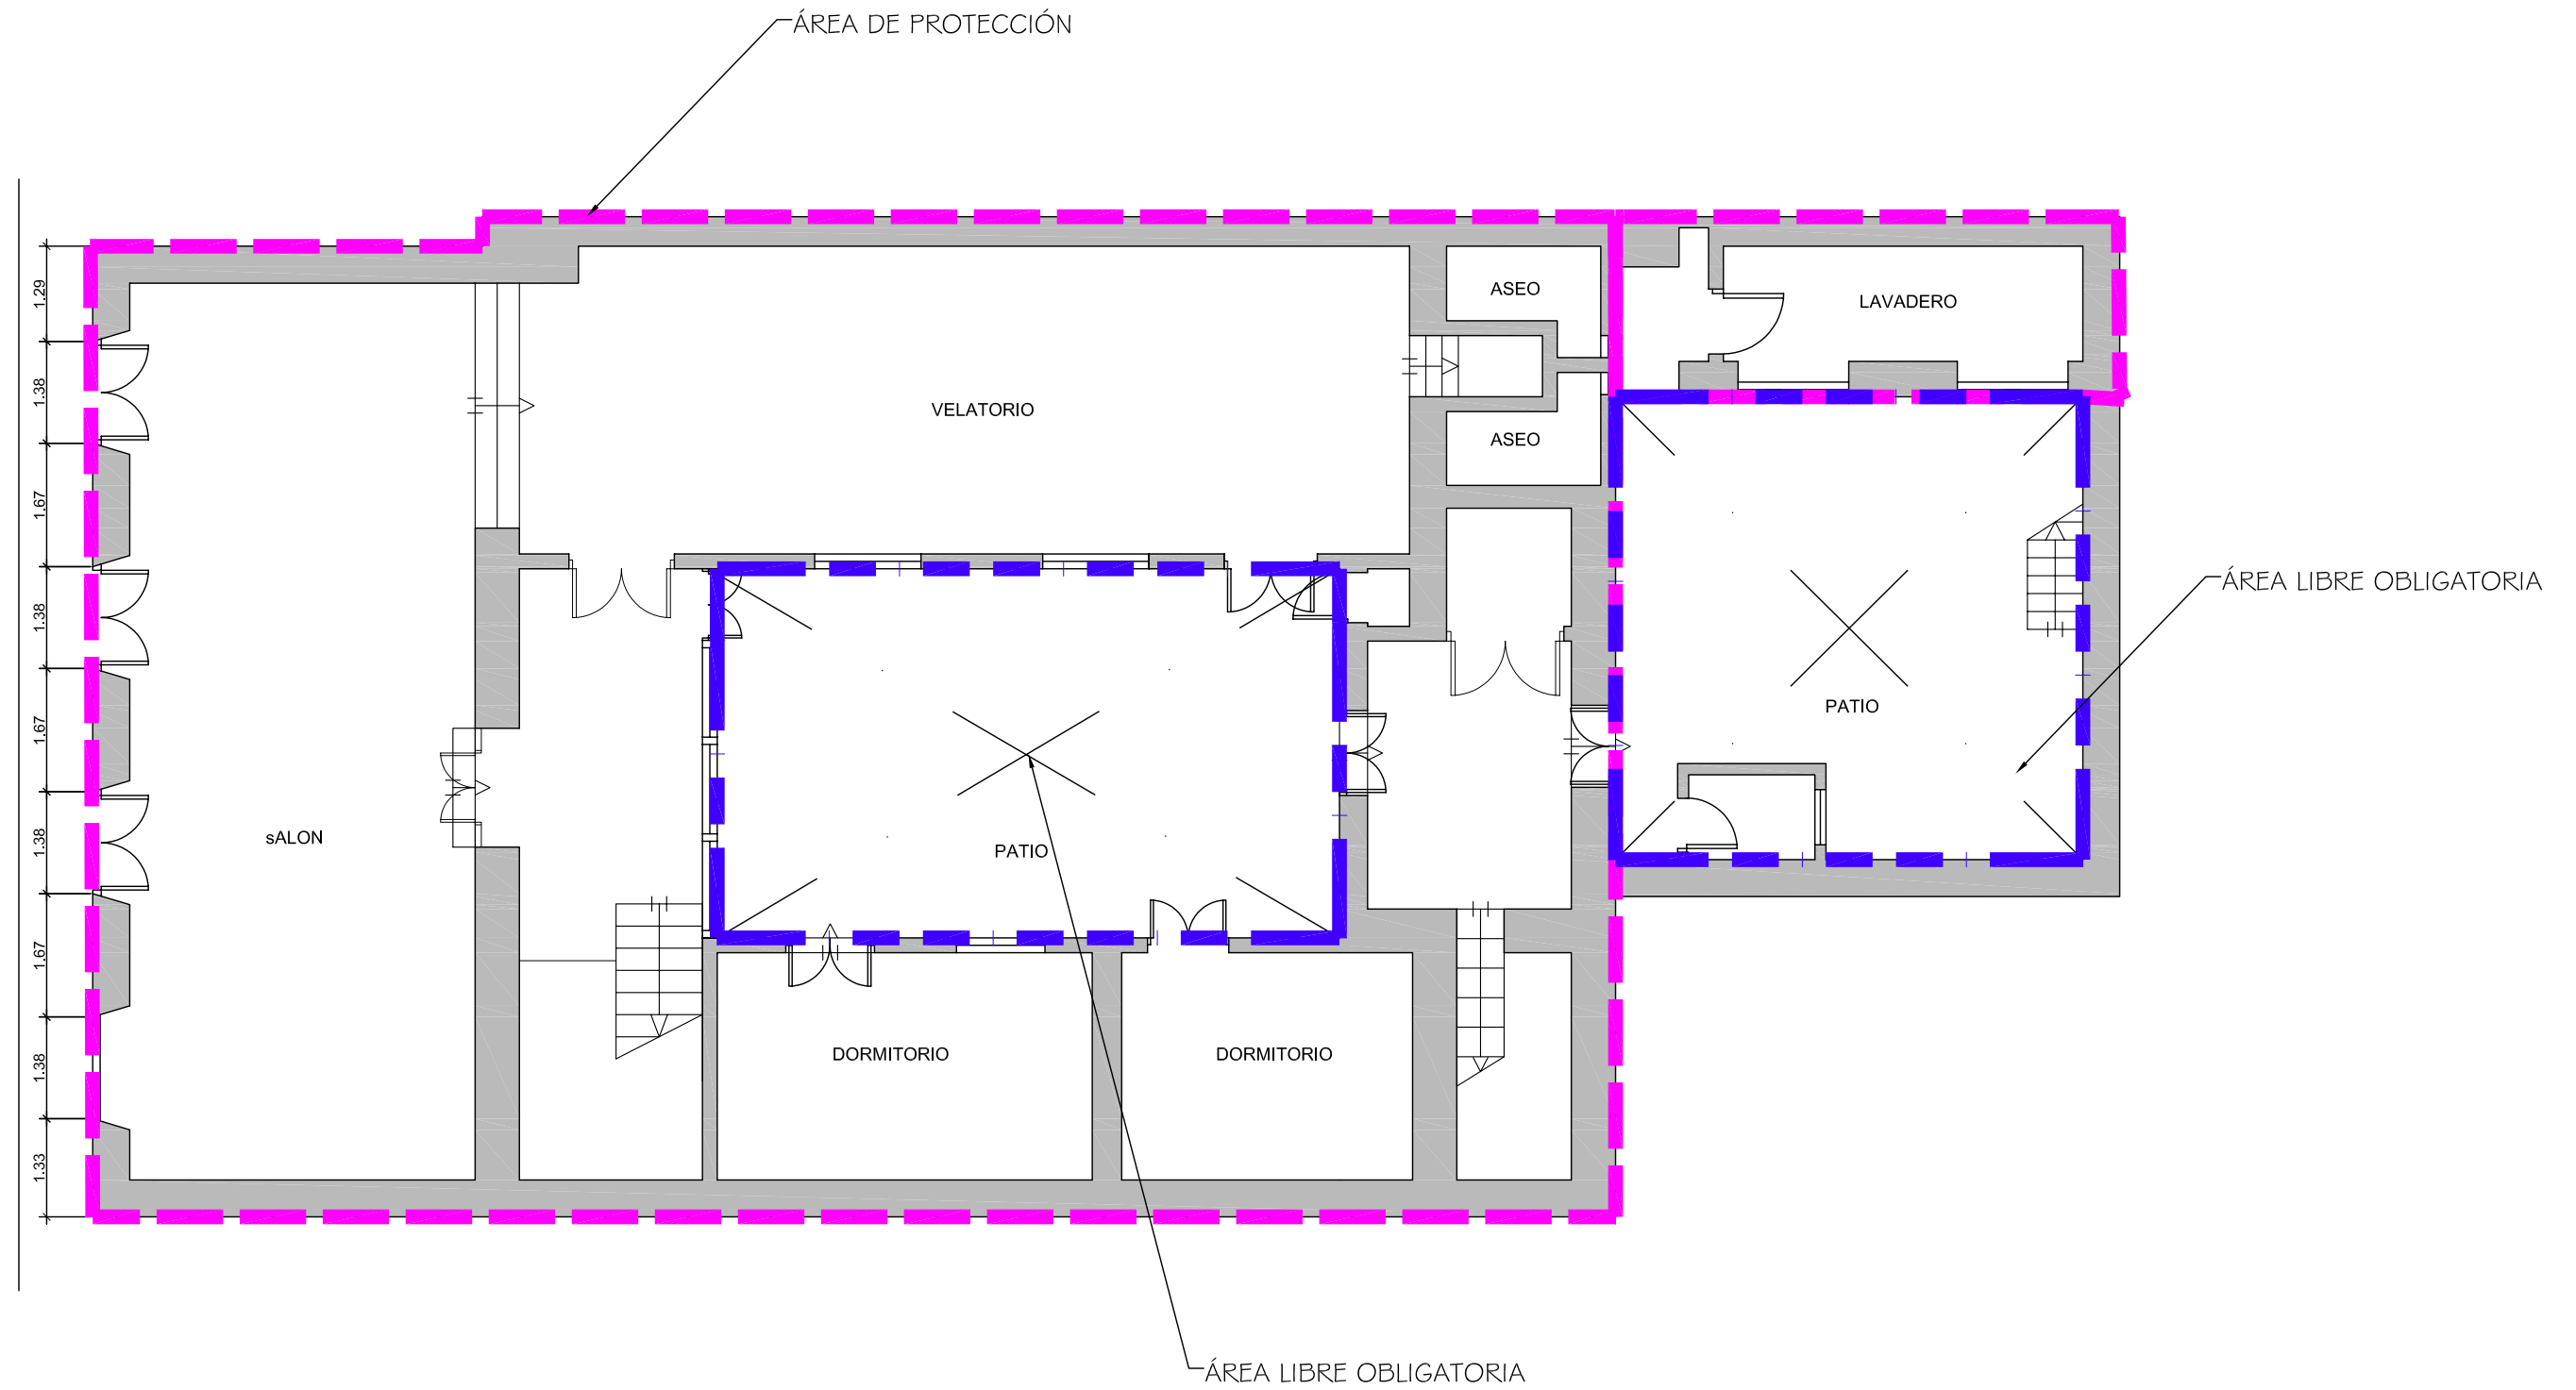 ÁREA DE PROTECCIÓN
1.29
ASEO
LAVADERO
1.38
VELATORIO
ASEO
1.67
ÁREA LIBRE OBLIGATORIA
1.38
PATIO
1.67
1.38
sALON
PATIO
1.67
DORMITORIO
DORMITORIO
1.38
1.33
ÁREA LIBRE OBLIGATORIA